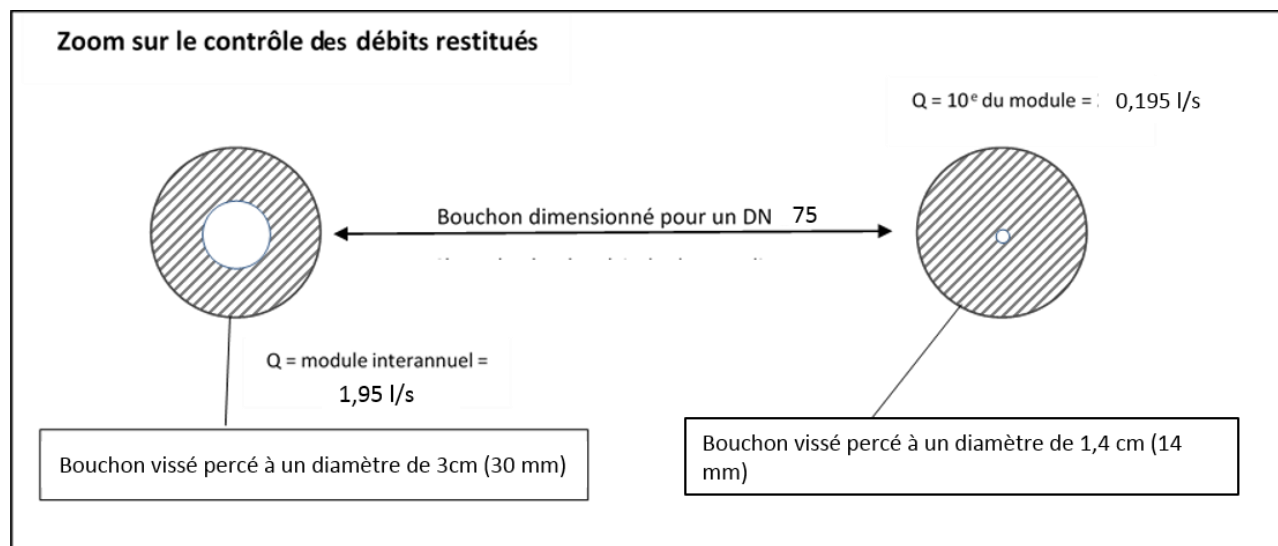 Zoom sur le contrôle des débits restitués
Q = 10ᵉ du module = 0,195 l/s
Bouchon dimensionné pour un DN 75
Q = module interannuel =
1,95 l/s
Bouchon vissé percé à un diamètre de 3cm (30 mm)
Bouchon vissé percé à un diamètre de 1,4 cm (14
mm)